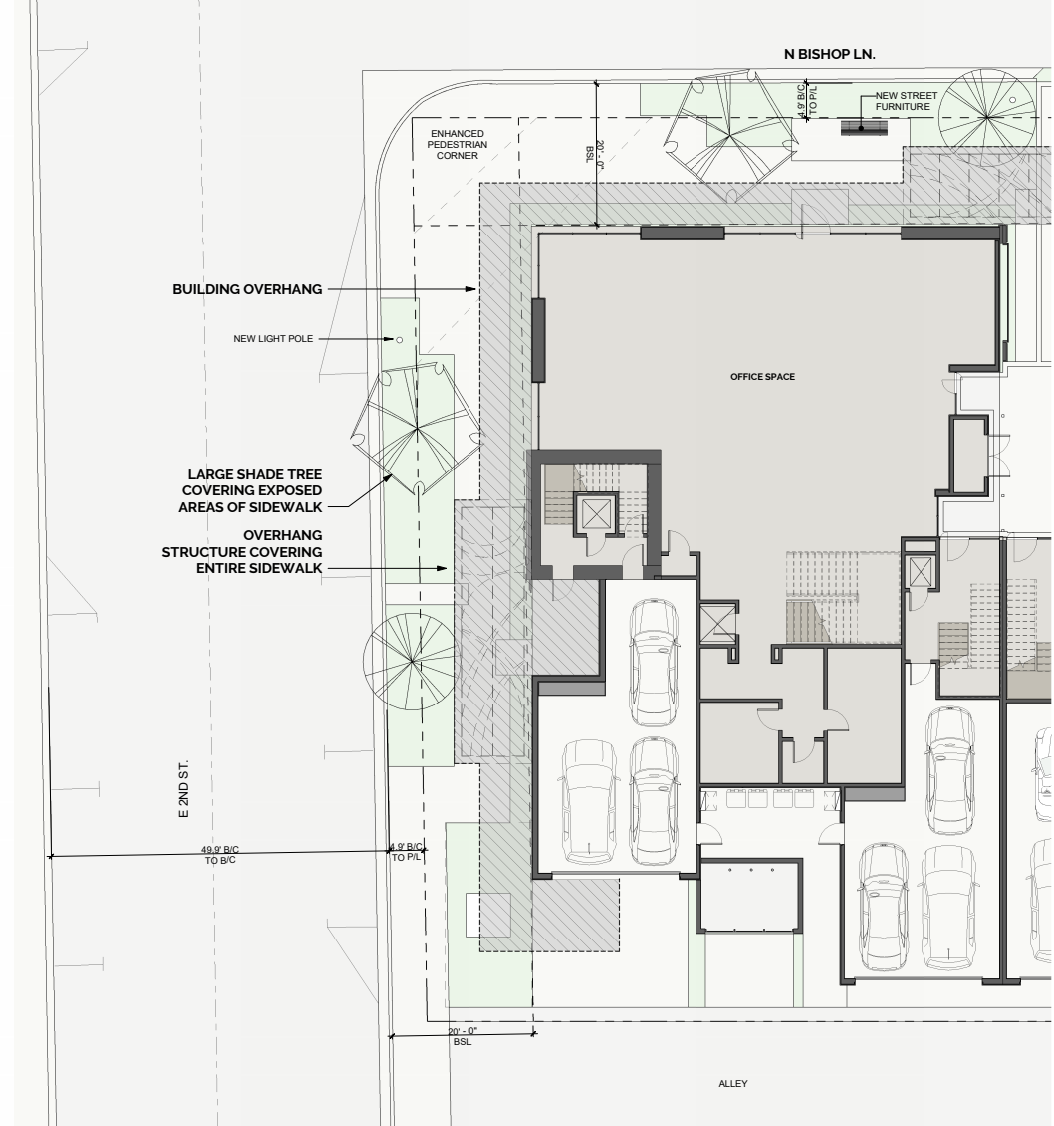 N BISHOP LN.
4.9' B/C
TO P/L
NEW STREET
FURNITURE
ENHANCED
PEDESTRIAN
CORNER
20' - 0"
BSL
BUILDING OVERHANG
NEW LIGHT POLE
OFFICE SPACE
LARGE SHADE TREE
COVERING EXPOSED
AREAS OF SIDEWALK
OVERHANG
STRUCTURE COVERING
ENTIRE SIDEWALK
E 2ND ST.
49.9' B/C
TO B/C
4.9' B/C
TO P/L
20' - 0"
BSL
ALLEY